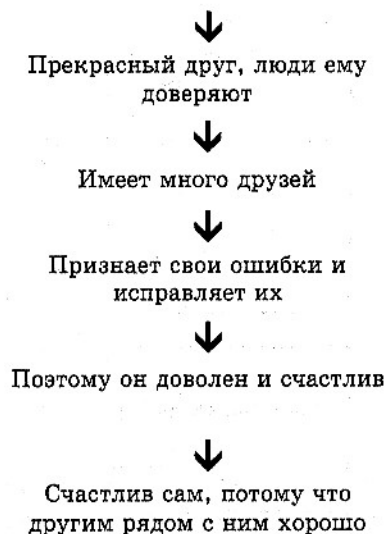 Прекрасный друг, люди ему
доверяют
Имеет много друзей
Признает свои ошибки и
исправляет их
Поэтому он доволен и счастлив
Счастлив сам, потому что
другим рядом с ним хорошо